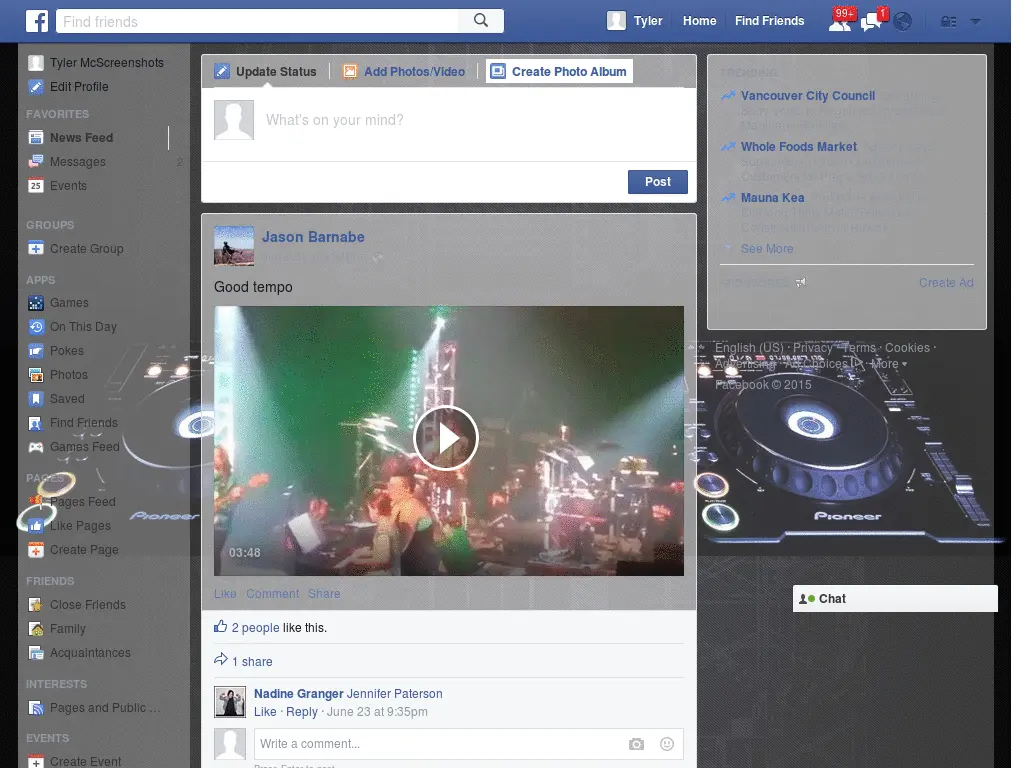 Find friends
Tyler
Home
Find Friends
99+
1
Tyler McScreenshots
Edit Profile
FAVORITES
News Feed
Messages 2
25 Events
GROUPS
Create Group
APPS
Games
On This Day
Pokes
Photos
Saved
Find Friends
Games Feed
PAGES
Pages Feed
Like Pages
Create Page
FRIENDS
Close Friends
Family
Acquaintances
INTERESTS
Pages and Public ...
EVENTS
Create Event
Update Status
Add Photos/Video
Create Photo Album
What's on your mind?
Post
Jason Barnabe
Good tempo
03:48
Like Comment Share
2 people like this.
1 share
Nadine Granger Jennifer Paterson
Like · Reply · June 23 at 9:35pm
Write a comment...
Press Enter to post.
TRENDING
Vancouver City Council
Whole Foods Market
Mauna Kea
See More
SPONSORED
Create Ad
English (US) · Privacy · Terms · Cookies ·
Advertising · Ad Choices · More
Facebook © 2015
Pioneer
Pioneer
Chat